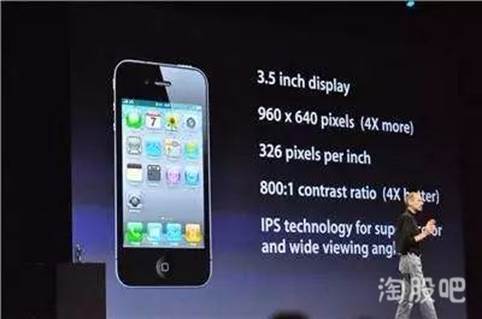 3.5 inch display
960 x 640 pixels (4X more)
326 pixels per inch
800:1 contrast ratio (4X
IPS technology for
and wide viewing
淘股吧